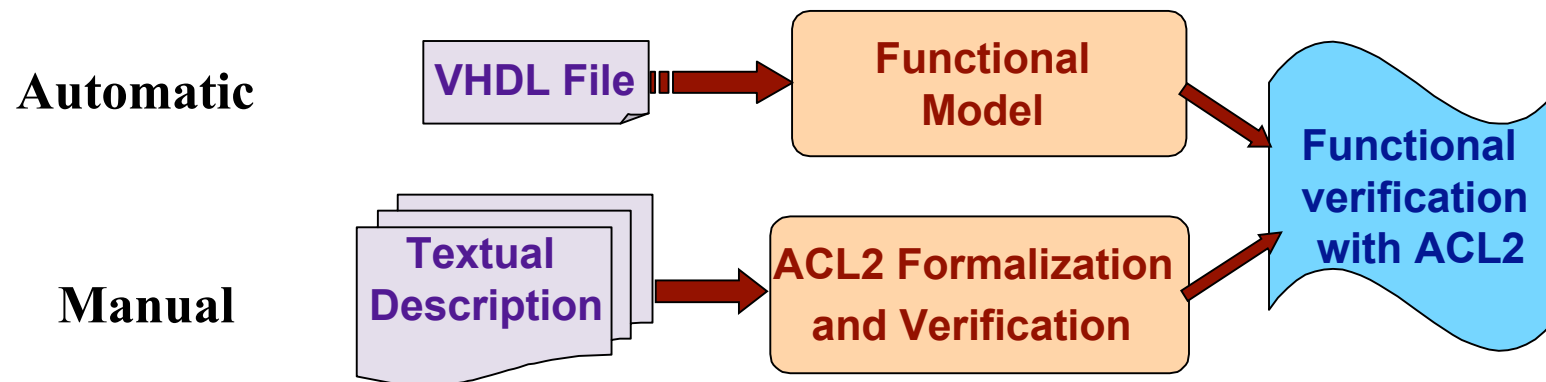 Automatic
VHDL File
Functional
Model
Functional
verification
with ACL2
Manual
Textual
Description
ACL2 Formalization
and Verification